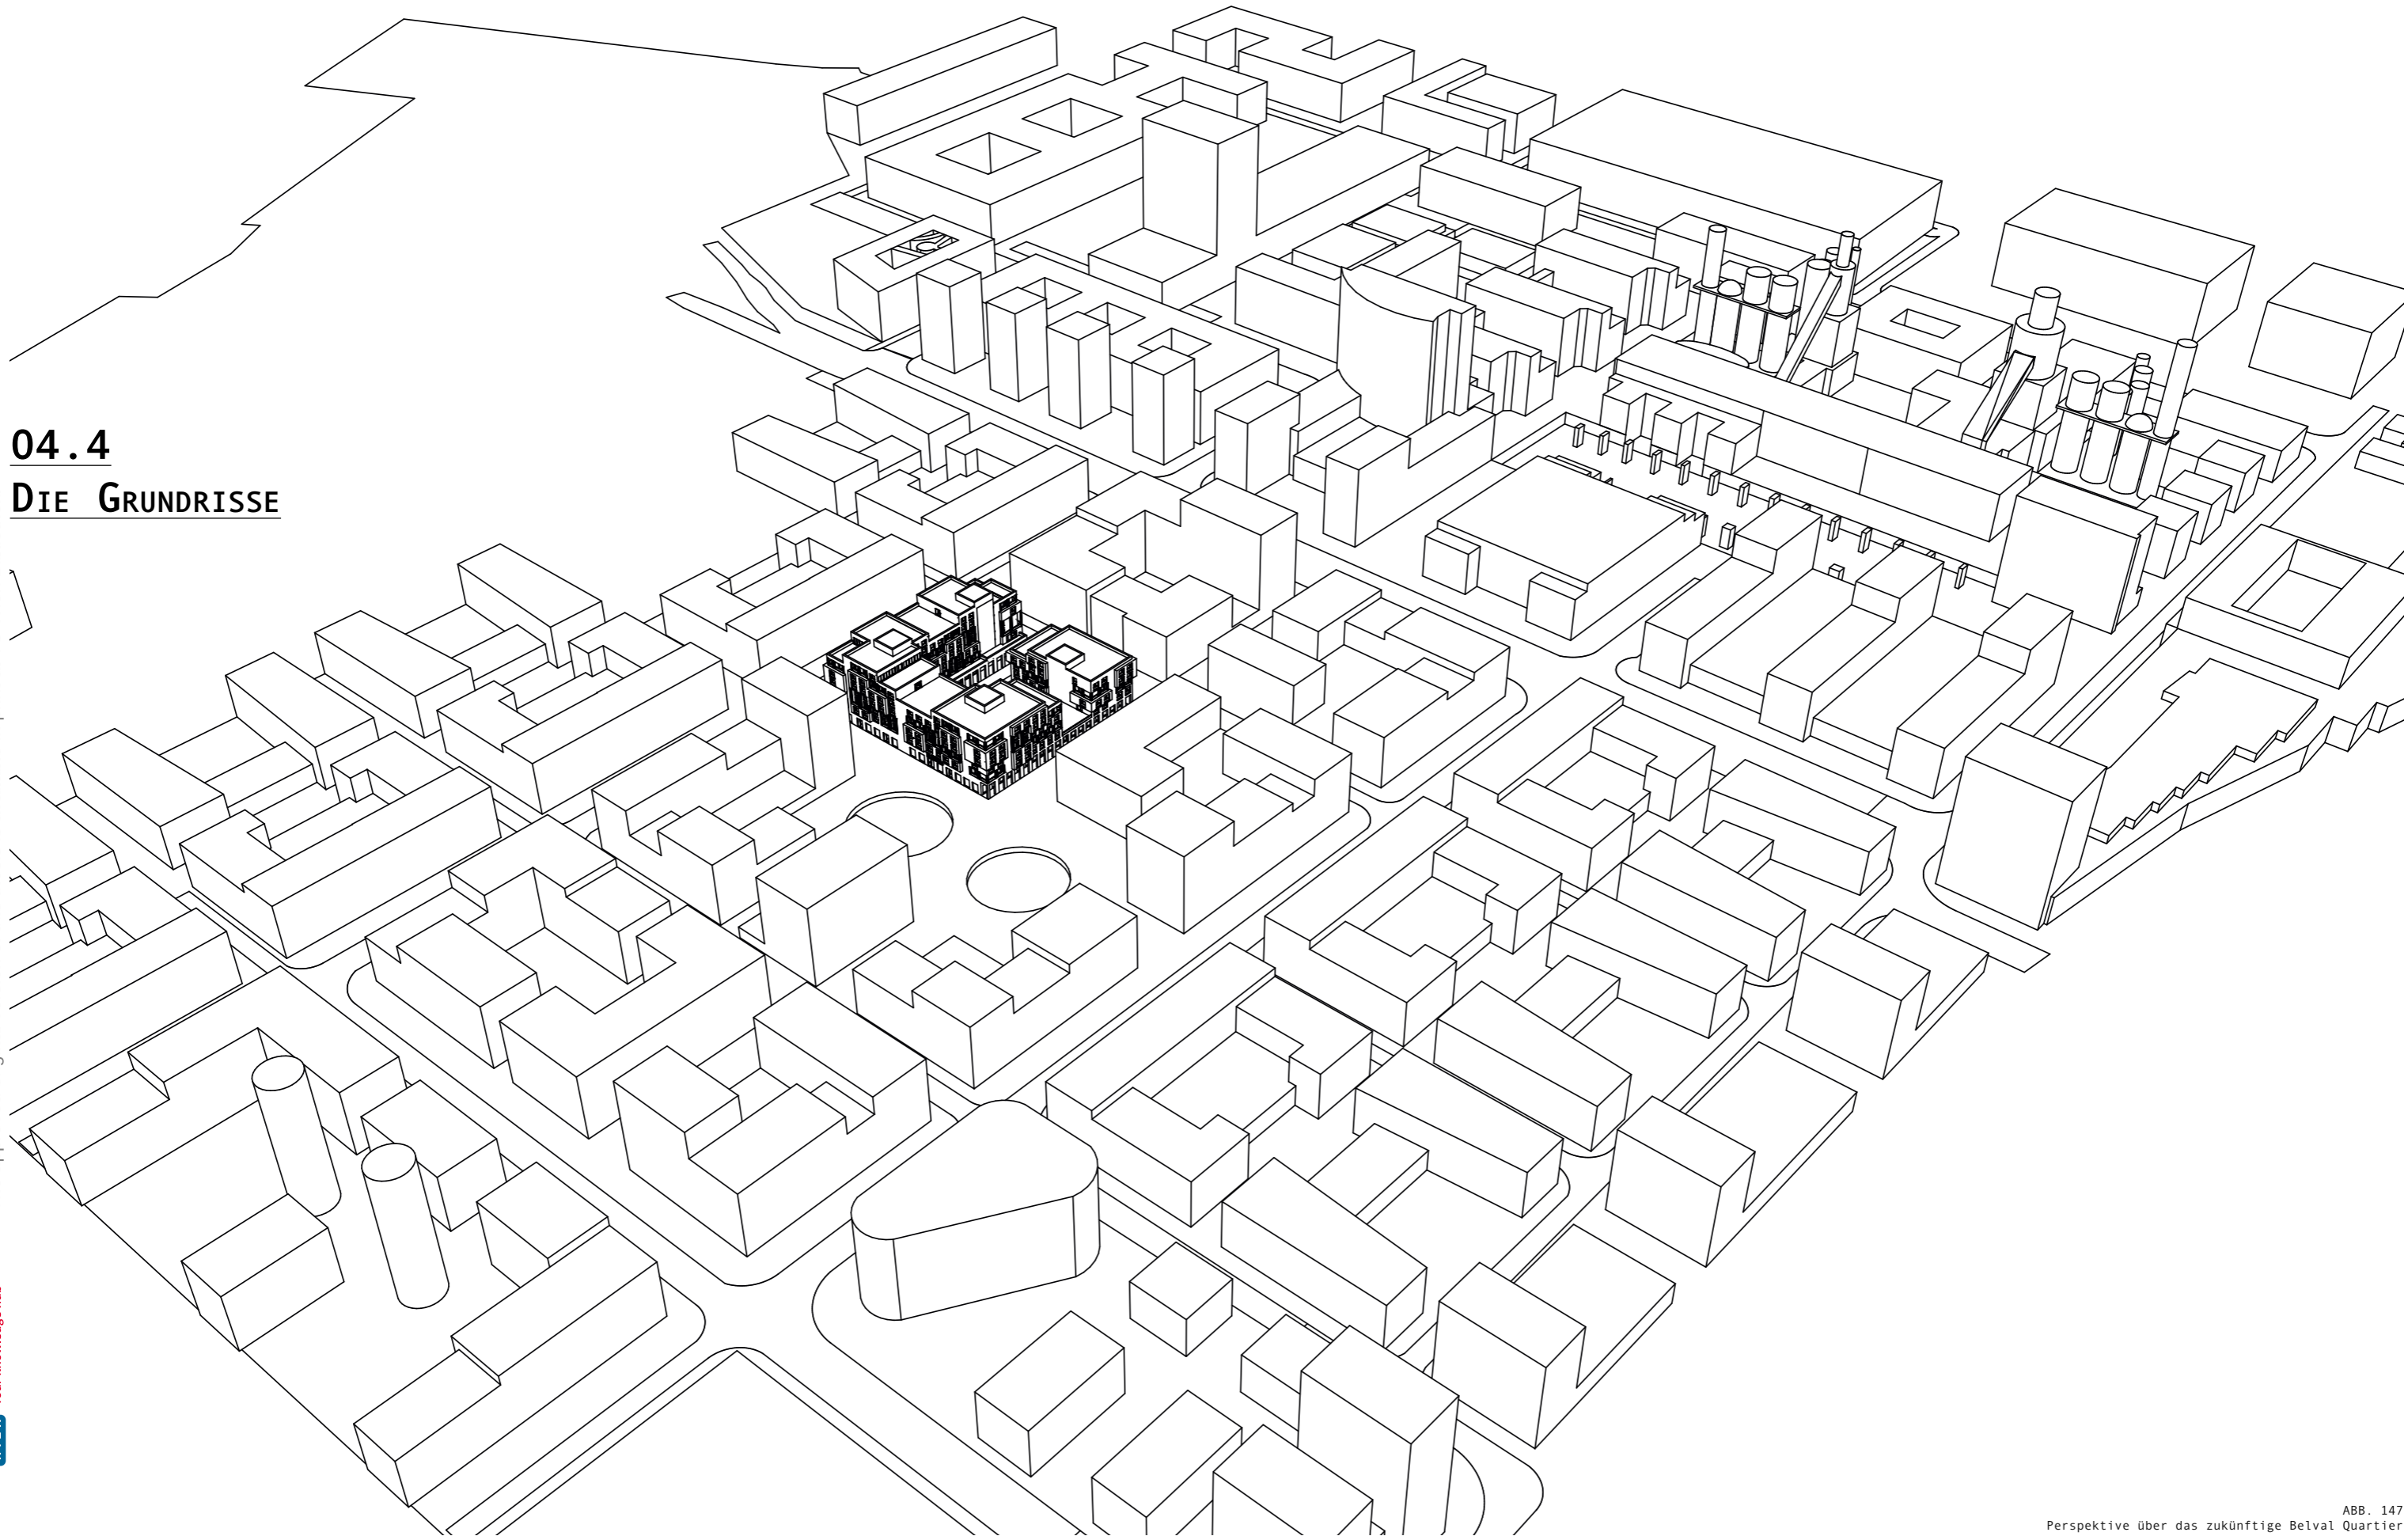 04.4
Die Grundrisse
ABB. 147
Perspektive über das zukünftige Belval Quartier